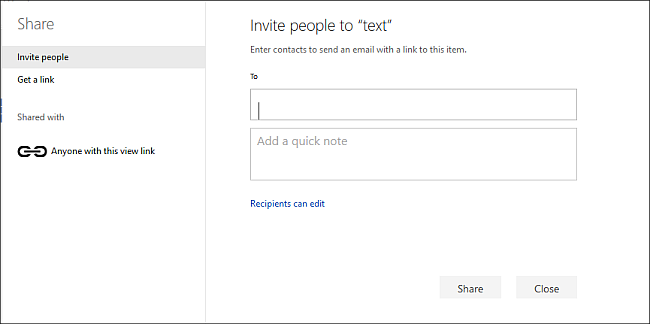 Share
Invite people
Get a link
Shared with
Anyone with this view link
Invite people to “text”
Enter contacts to send an email with a link to this item.
To
Add a quick note
Recipients can edit
Share
Close